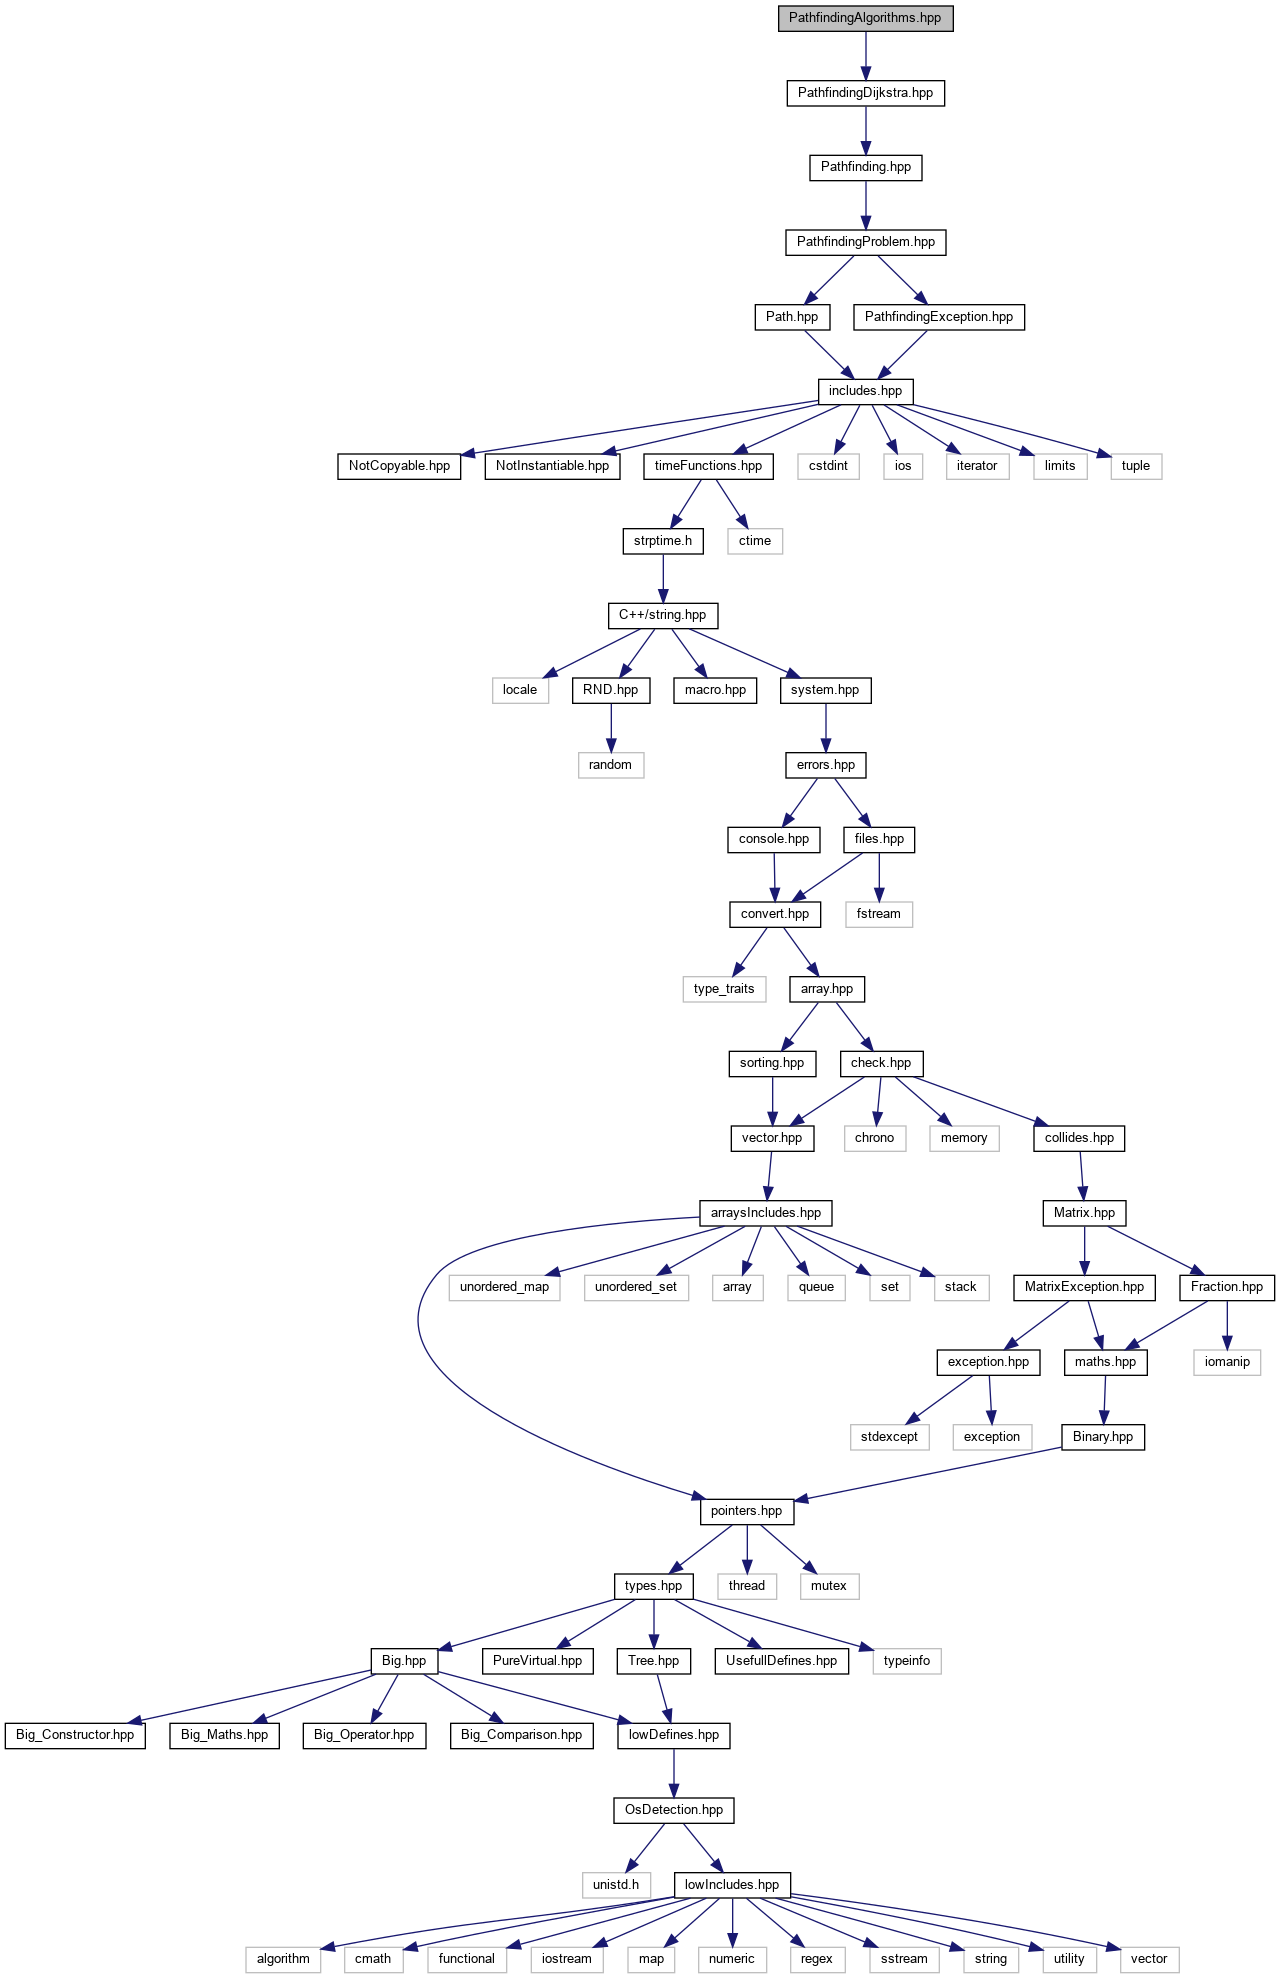 PathfindingAlgorithms.hpp
PathfindingDijkstra.hpp
Pathfinding.hpp
PathfindingProblem.hpp
Path.hpp
PathfindingException.hpp
includes.hpp
NotCopyable.hpp
NotInstantiable.hpp
timeFunctions.hpp
cstdint
ios
iterator
limits
tuple
strptime.h
ctime
C++/string.hpp
locale
RND.hpp
macro.hpp
system.hpp
random
errors.hpp
console.hpp
files.hpp
convert.hpp
fstream
type_traits
array.hpp
sorting.hpp
check.hpp
vector.hpp
chrono
memory
collides.hpp
arraysIncludes.hpp
Matrix.hpp
unordered_map
unordered_set
array
queue
set
stack
MatrixException.hpp
Fraction.hpp
exception.hpp
maths.hpp
iomanip
stdexcept
exception
Binary.hpp
pointers.hpp
types.hpp
thread
mutex
Big.hpp
PureVirtual.hpp
Tree.hpp
UsefullDefines.hpp
typeinfo
Big_Constructor.hpp
Big_Maths.hpp
Big_Operator.hpp
Big_Comparison.hpp
lowDefines.hpp
OsDetection.hpp
unistd.h
lowIncludes.hpp
algorithm
cmath
functional
iostream
map
numeric
regex
sstream
string
utility
vector